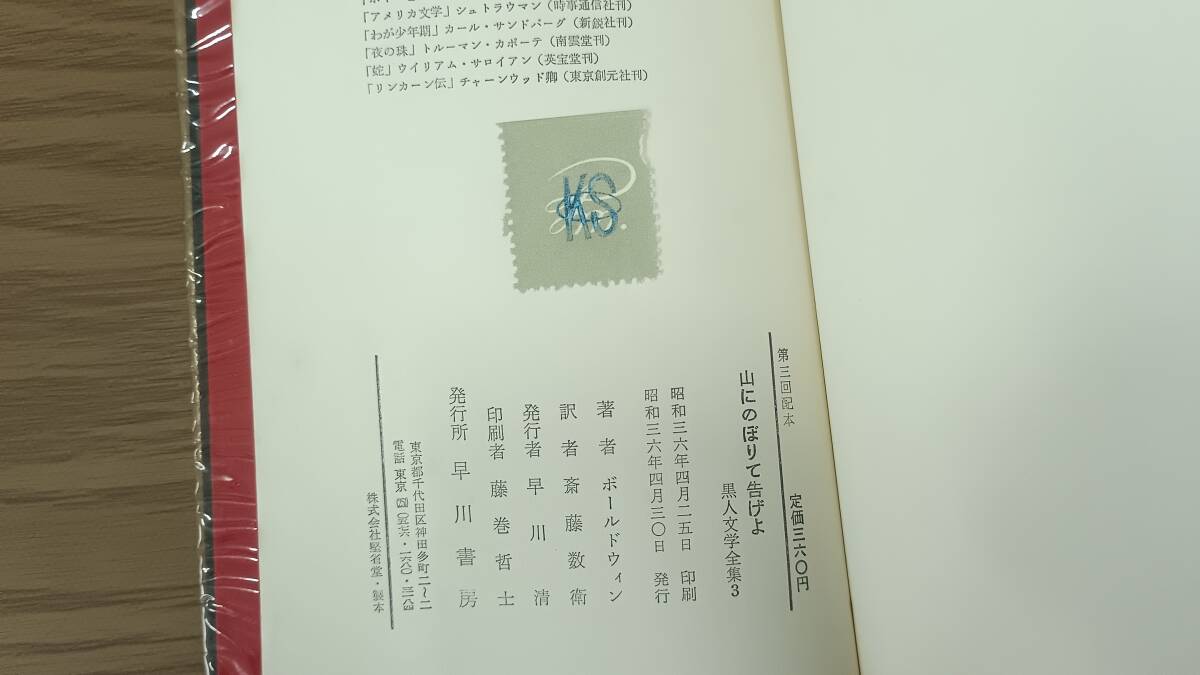 「アメリカ文学」シュトラウマン(時事通信社刊)
「わが少年期」カール・サンドバーグ(新鋭社刊)
「夜の珠」トルーマン・カポーテ(南雲堂刊)
「姹」ウイリアム・サロイアン(英宝堂刊)
「リンカーン伝」チャーンウッド卿(東京創元社刊)
KS
第三回配本
定価三六〇円
山にのぼりて告げよ
黒人文学全集3
昭和三六年四月二五日 印刷
昭和三六年四月三〇日 発行
著者 ボールドウィン
訳者 斎藤数衛
発行者 早川清
印刷者 藤巻哲士
発行所 早川書房
東京都千代田区神田多町二〜二
電話 東京
株式会社堅省堂・製本